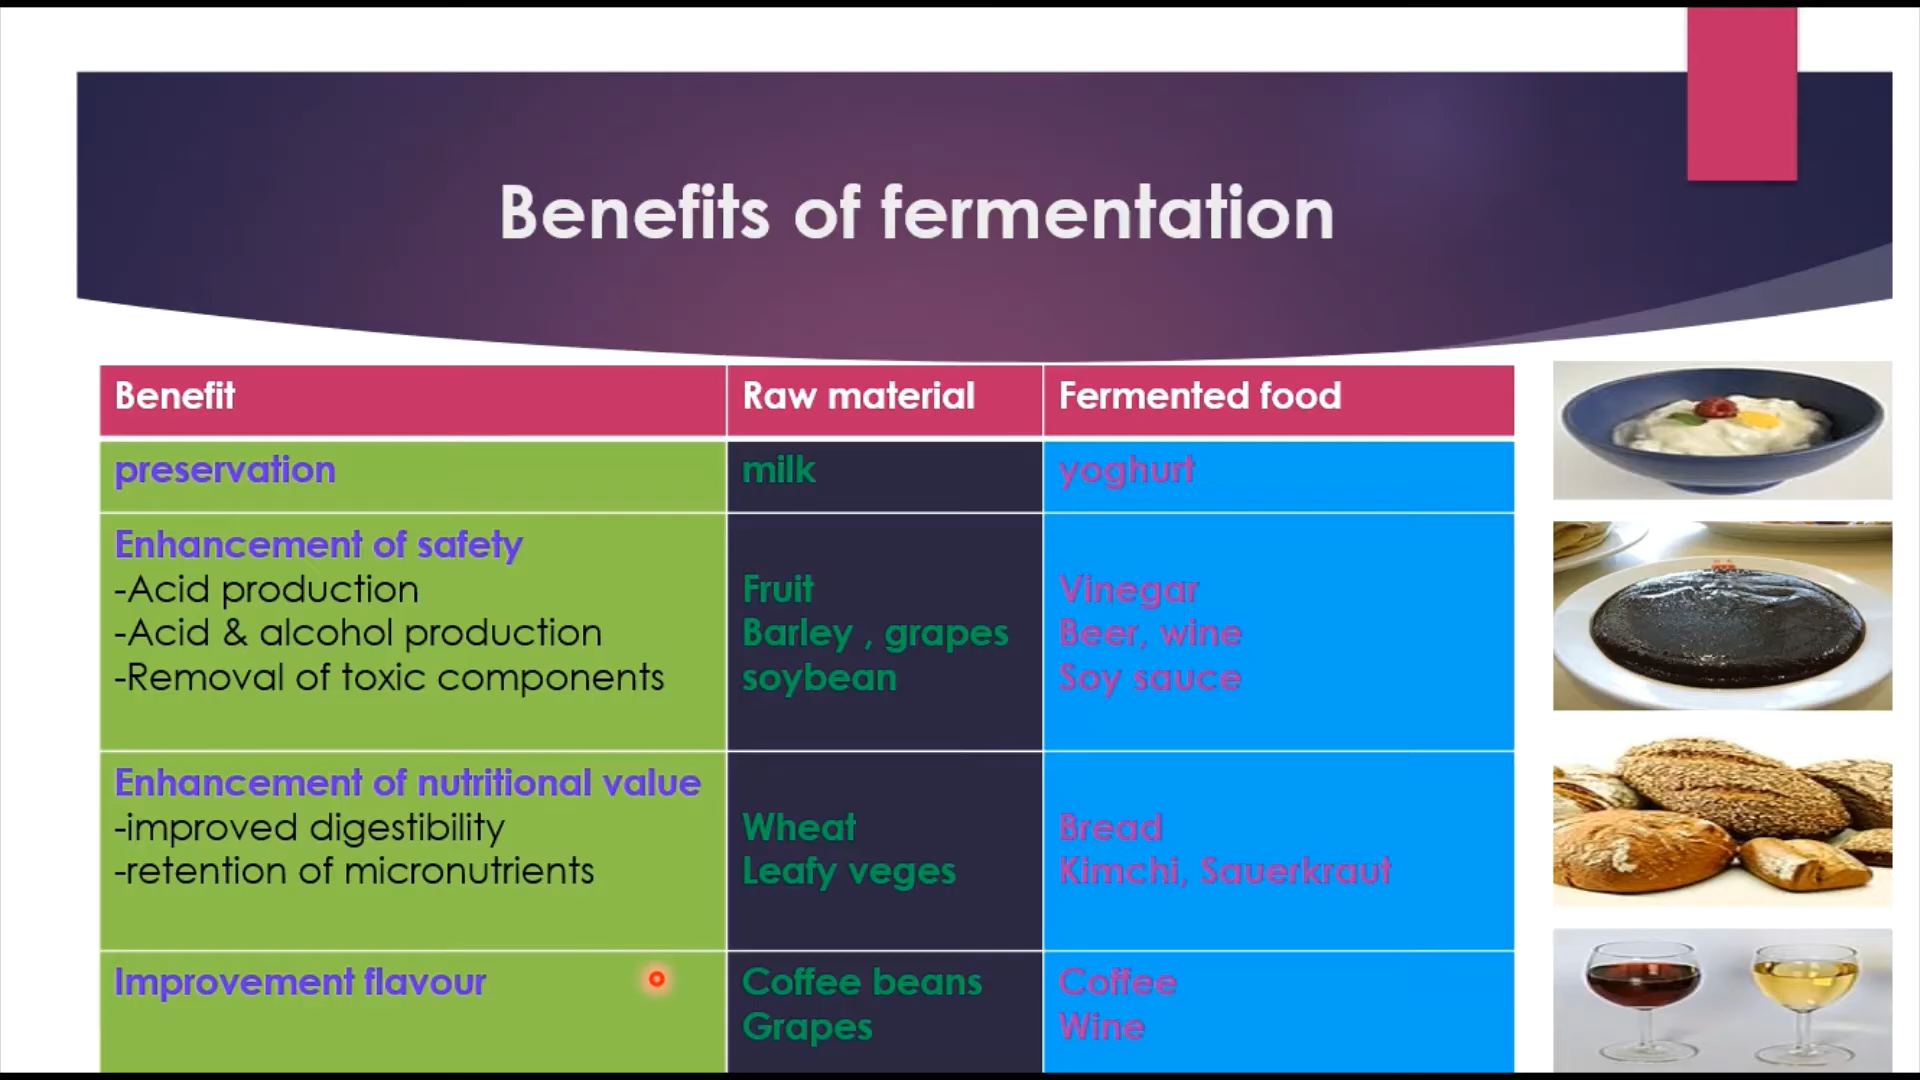 Benefits of fermentation
Benefit Raw material Fermented food
preservation milk yoghurt
Enhancement of safety
-Acid production Fruit Vinegar
-Acid & alcohol production Barley , grapes Beer, wine
-Removal of toxic components soybean Soy sauce
Enhancement of nutritional value
-improved digestibility Wheat Bread
-retention of micronutrients Leafy veges Kimchi, Sauerkraut
Improvement flavour Coffee beans Coffee
Grapes Wine